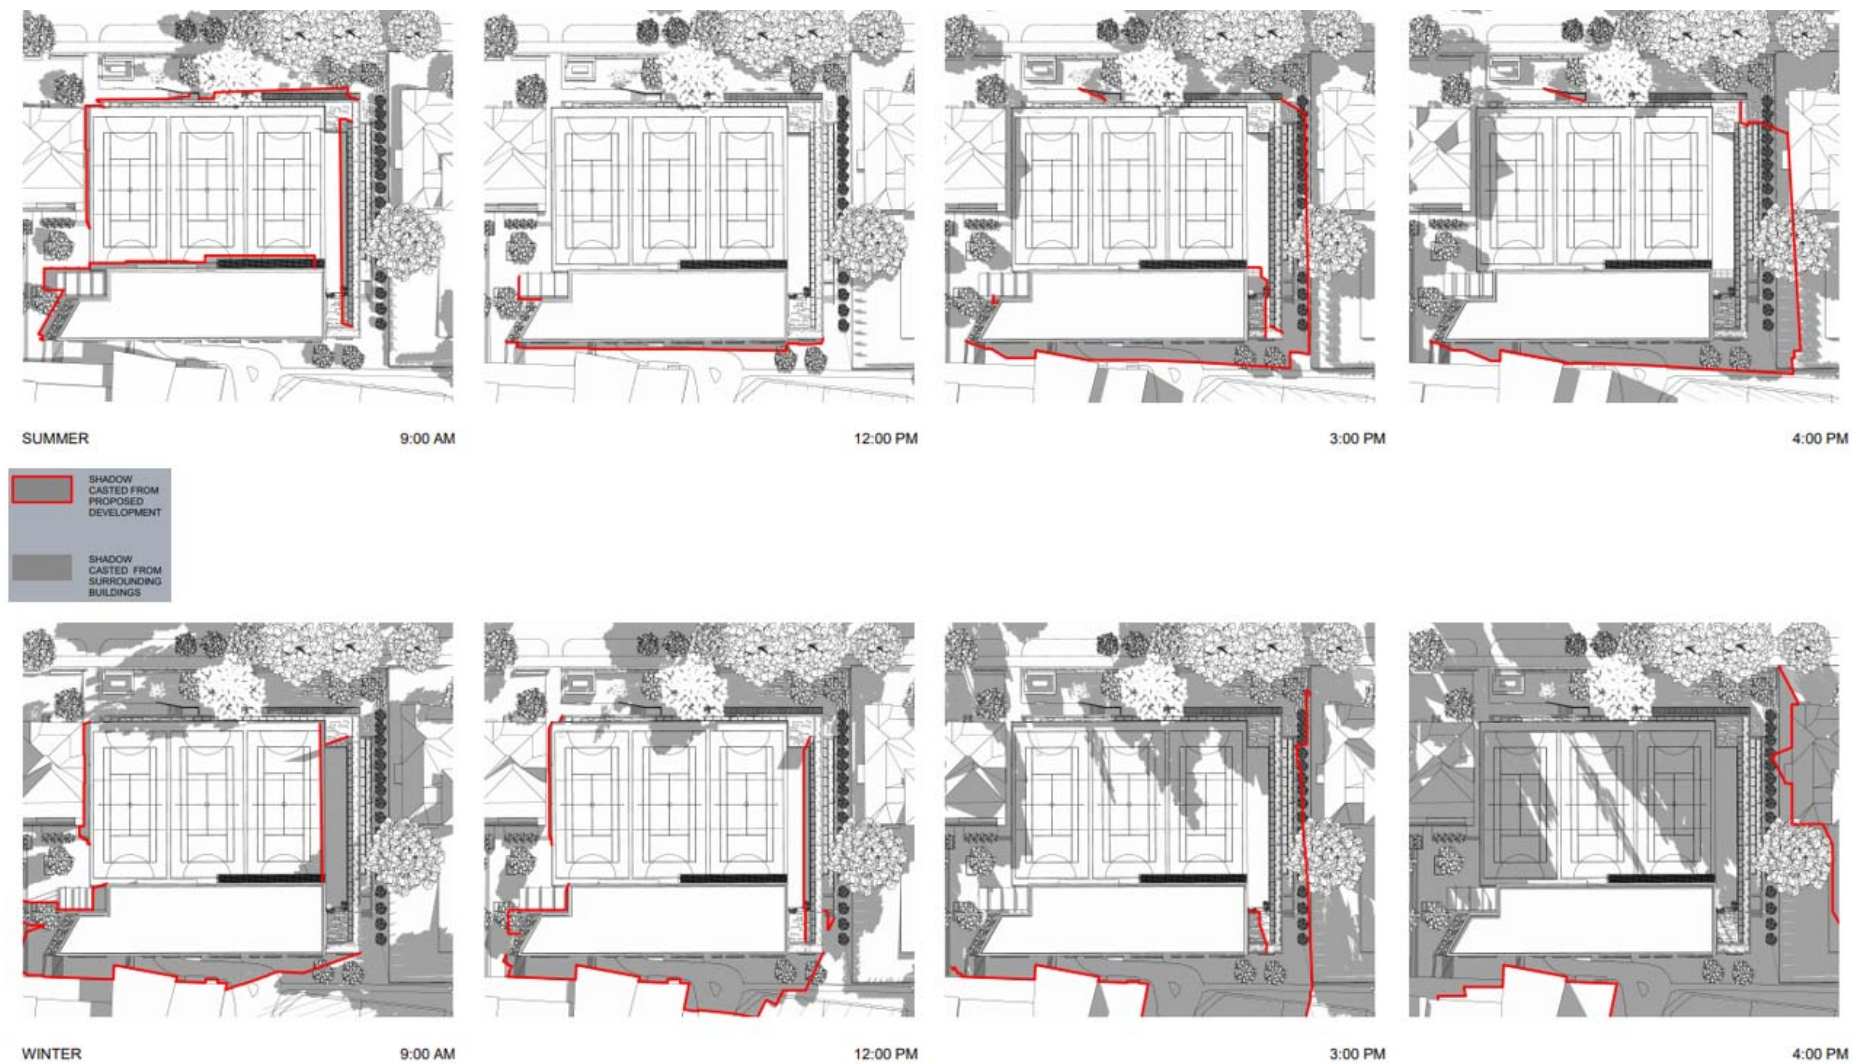 SUMMER
9:00 AM
12:00 PM
3:00 PM
4:00 PM
SHADOW
CASTED FROM
PROPOSED
DEVELOPMENT
SHADOW
CASTED FROM
SURROUNDING
BUILDINGS
WINTER
9:00 AM
12:00 PM
3:00 PM
4:00 PM